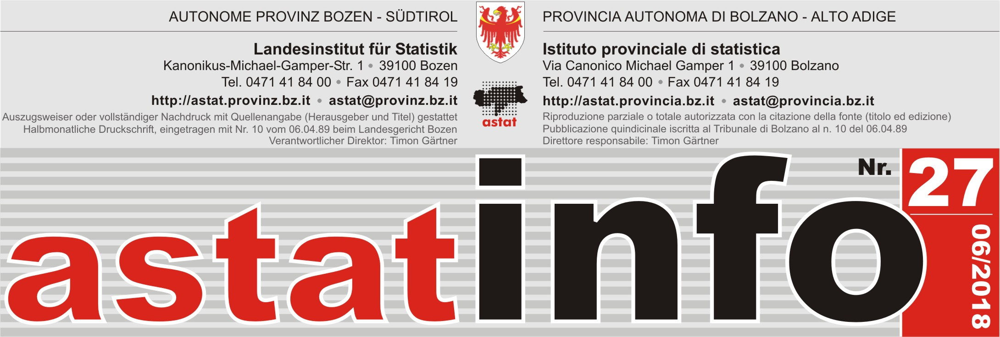 AUTONOME PROVINZ BOZEN - SÜDTIROL
Landesinstitut für Statistik
Kanonikus-Michael-Gamper-Str. 1 • 39100 Bozen
Tel. 0471 41 84 00 • Fax 0471 41 84 19
http://astat.provinz.bz.it • astat@provinz.bz.it
Auszugsweiser oder vollständiger Nachdruck mit Quellenangabe (Herausgeber und Titel) gestattet
Halbmonatliche Druckschrift, eingetragen mit Nr. 10 vom 06.04.89 beim Landesgericht Bozen
Verantwortlicher Direktor: Timon Gärtner
astat
PROVINCIA AUTONOMA DI BOLZANO - ALTO ADIGE
Istituto provinciale di statistica
Via Canonico Michael Gamper 1 • 39100 Bolzano
Tel. 0471 41 84 00 • Fax 0471 41 84 19
http://astat.provincia.bz.it • astat@provincia.bz.it
Riproduzione parziale o totale autorizzata con la citazione della fonte (titolo ed edizione)
Pubblicazione quindicinale iscritta al Tribunale di Bolzano al n. 10 del 06.04.89
Direttore responsabile: Timon Gärtner
astatinfo
Nr. 27
06/2018